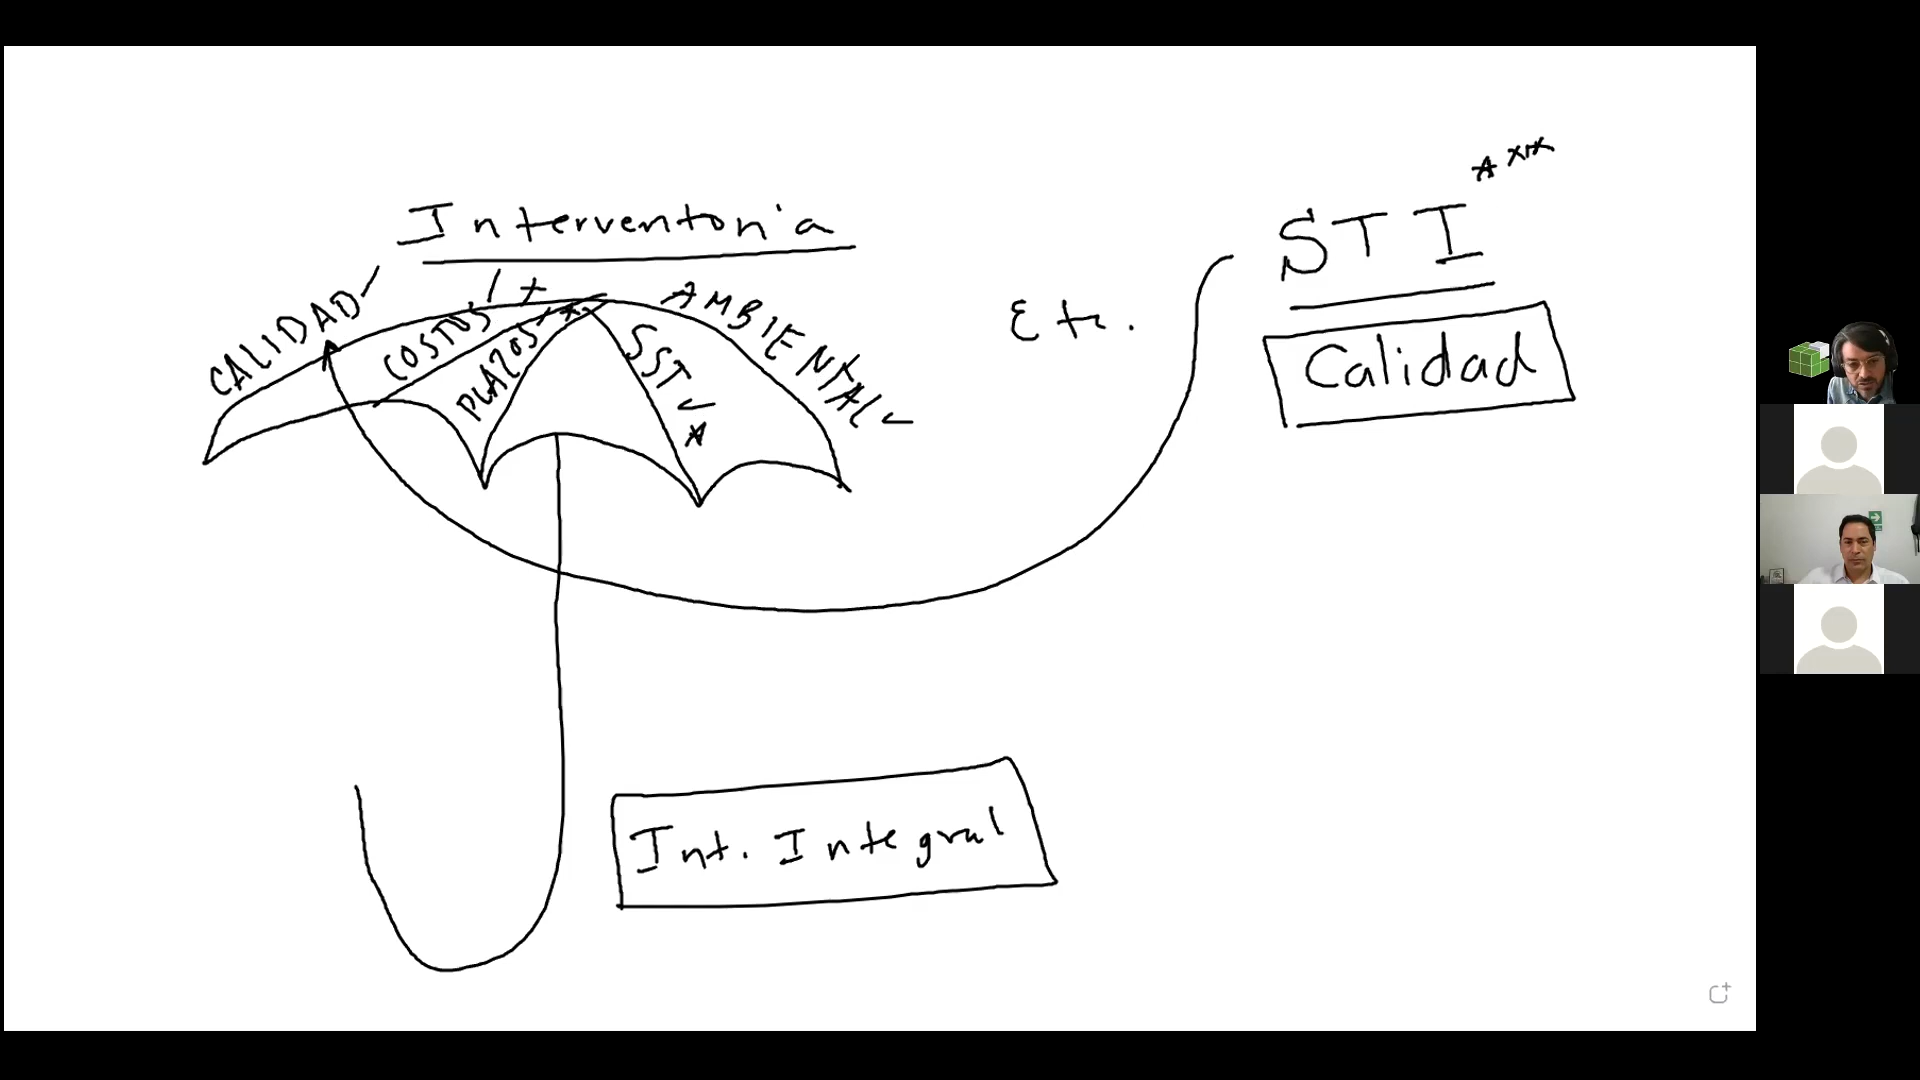 Interventoría
CALIDAD
COSTOS
PLAZOS
SST
AMBIENTAL
Etc.
STI
Calidad
Int. Integral